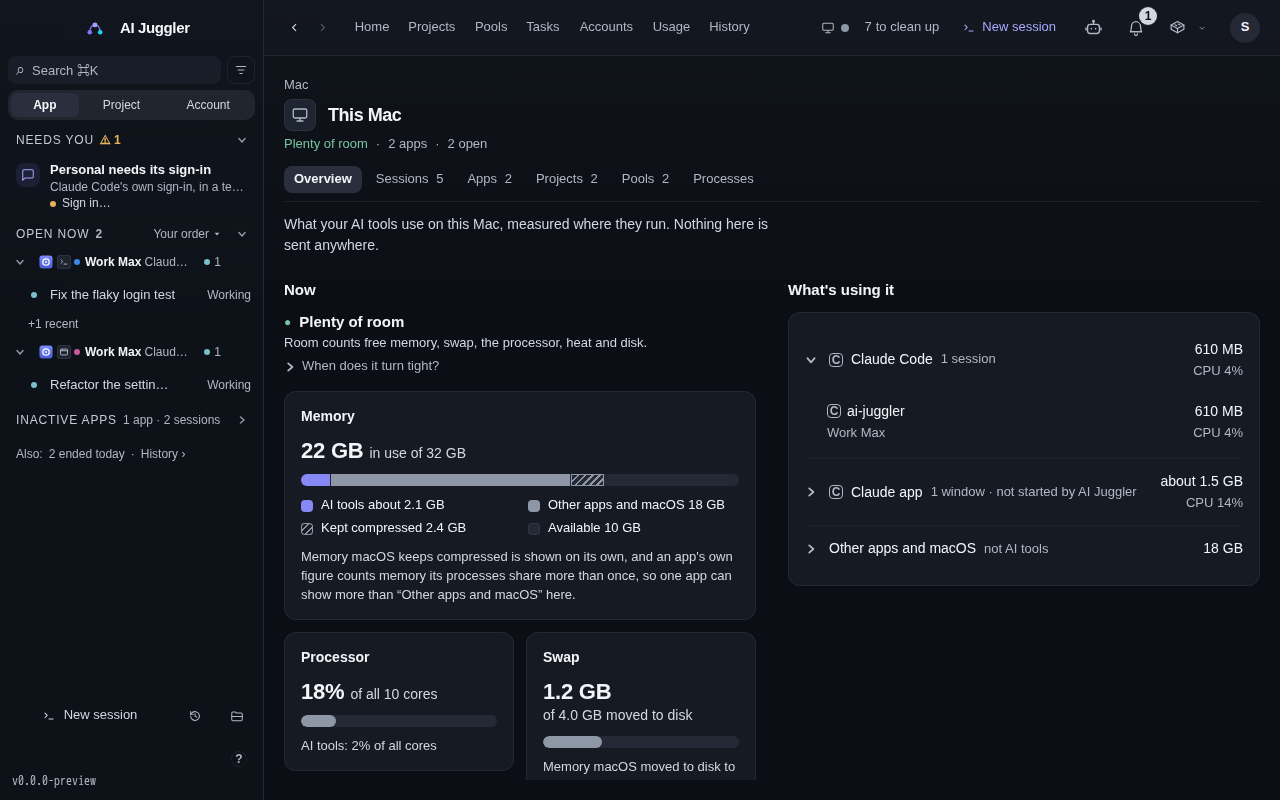 AI Juggler
Search ⌘K
App
Project
Account
NEEDS YOU 1
Personal needs its sign-in
Claude Code's own sign-in, in a te…
Sign in…
OPEN NOW 2
Your order
Work Max Claud…
1
Fix the flaky login test
Working
+1 recent
Work Max Claud…
1
Refactor the settin…
Working
INACTIVE APPS 1 app · 2 sessions
Also: 2 ended today · History ›
New session
?
v0.0.0-preview
Home
Projects
Pools
Tasks
Accounts
Usage
History
7 to clean up
New session
1
S
Mac
This Mac
Plenty of room · 2 apps · 2 open
Overview
Sessions 5
Apps 2
Projects 2
Pools 2
Processes
What your AI tools use on this Mac, measured where they run. Nothing here is
sent anywhere.
Now
Plenty of room
Room counts free memory, swap, the processor, heat and disk.
When does it turn tight?
Memory
22 GB in use of 32 GB
AI tools about 2.1 GB
Other apps and macOS 18 GB
Kept compressed 2.4 GB
Available 10 GB
Memory macOS keeps compressed is shown on its own, and an app's own
figure counts memory its processes share more than once, so one app can
show more than “Other apps and macOS” here.
Processor
18% of all 10 cores
AI tools: 2% of all cores
Swap
1.2 GB
of 4.0 GB moved to disk
Memory macOS moved to disk to
What's using it
C Claude Code 1 session
610 MB
CPU 4%
C ai-juggler
610 MB
Work Max
CPU 4%
C Claude app 1 window · not started by AI Juggler
about 1.5 GB
CPU 14%
Other apps and macOS not AI tools
18 GB